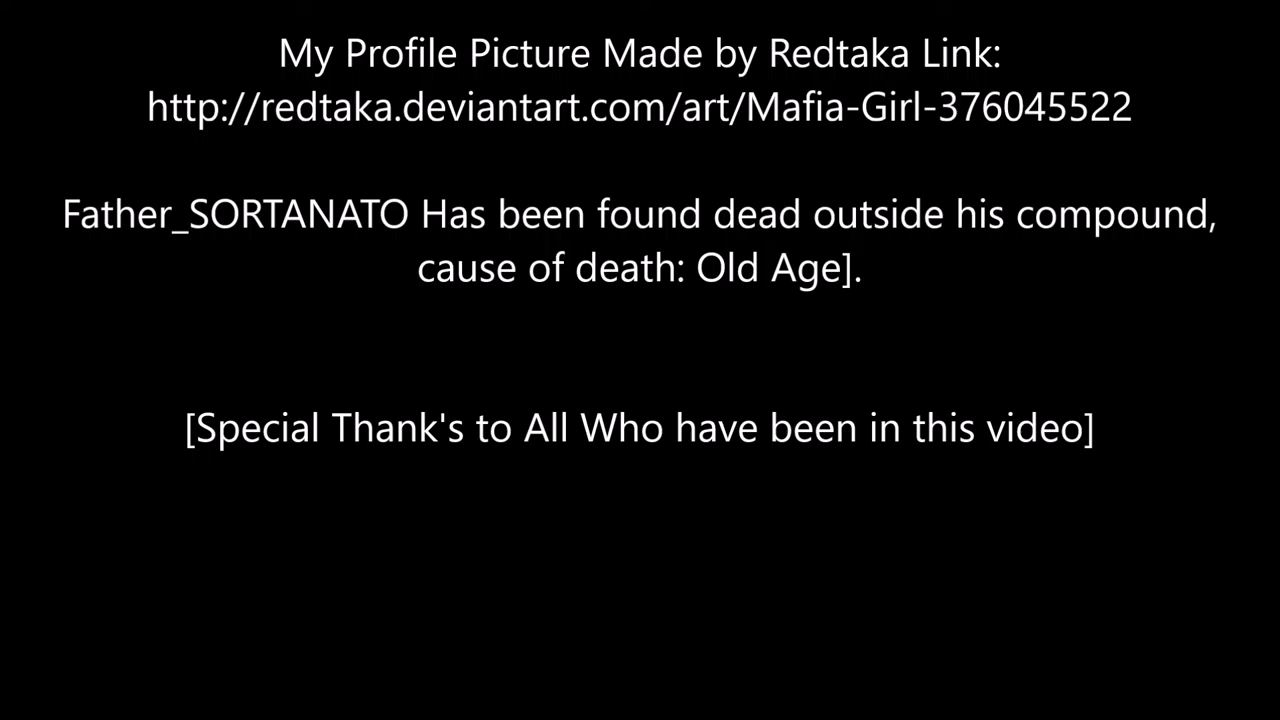 My Profile Picture Made by Redtaka Link:
http://redtaka.deviantart.com/art/Mafia-Girl-376045522
Father_SORTANATO Has been found dead outside his compound,
cause of death: Old Age].
[Special Thank's to All Who have been in this video]